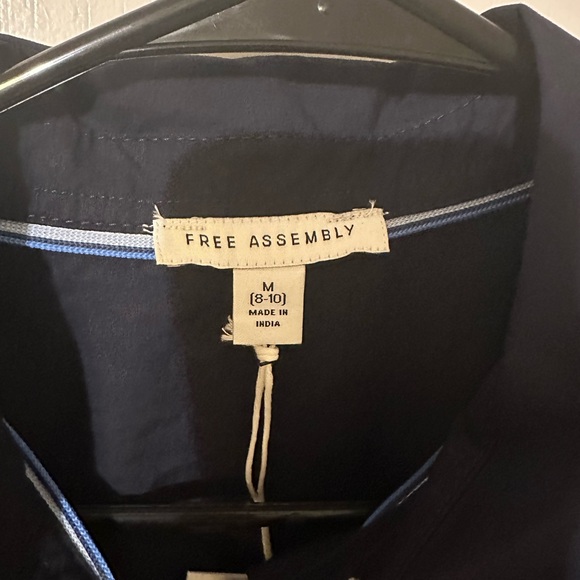 FREE ASSEMBLY
M
(8-10)
MADE IN
INDIA